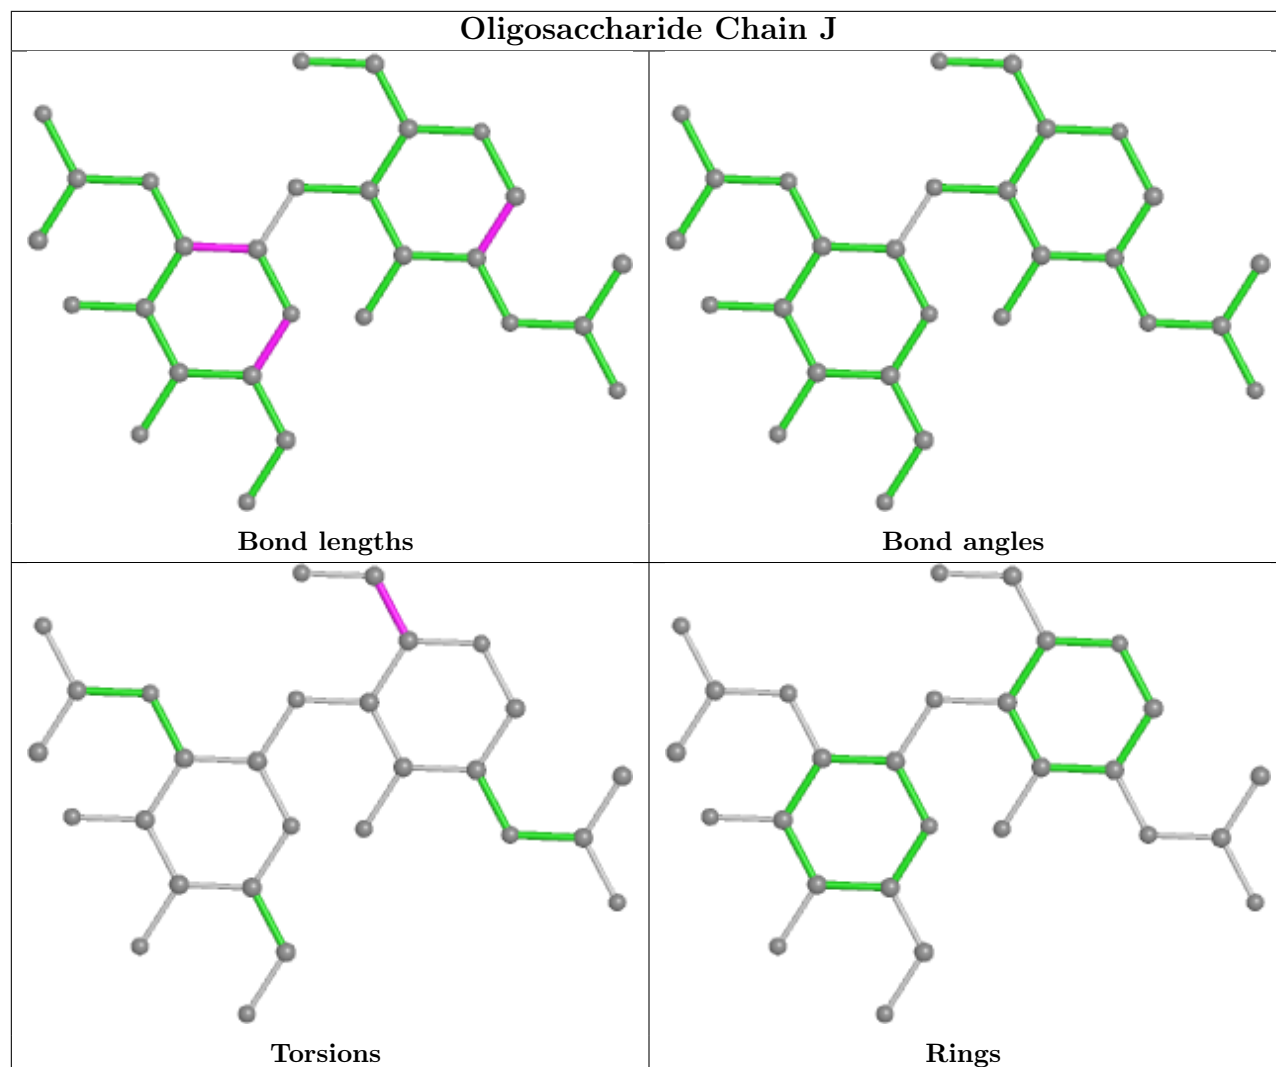 Oligosaccharide Chain J
Bond lengths
Bond angles
Torsions
Rings